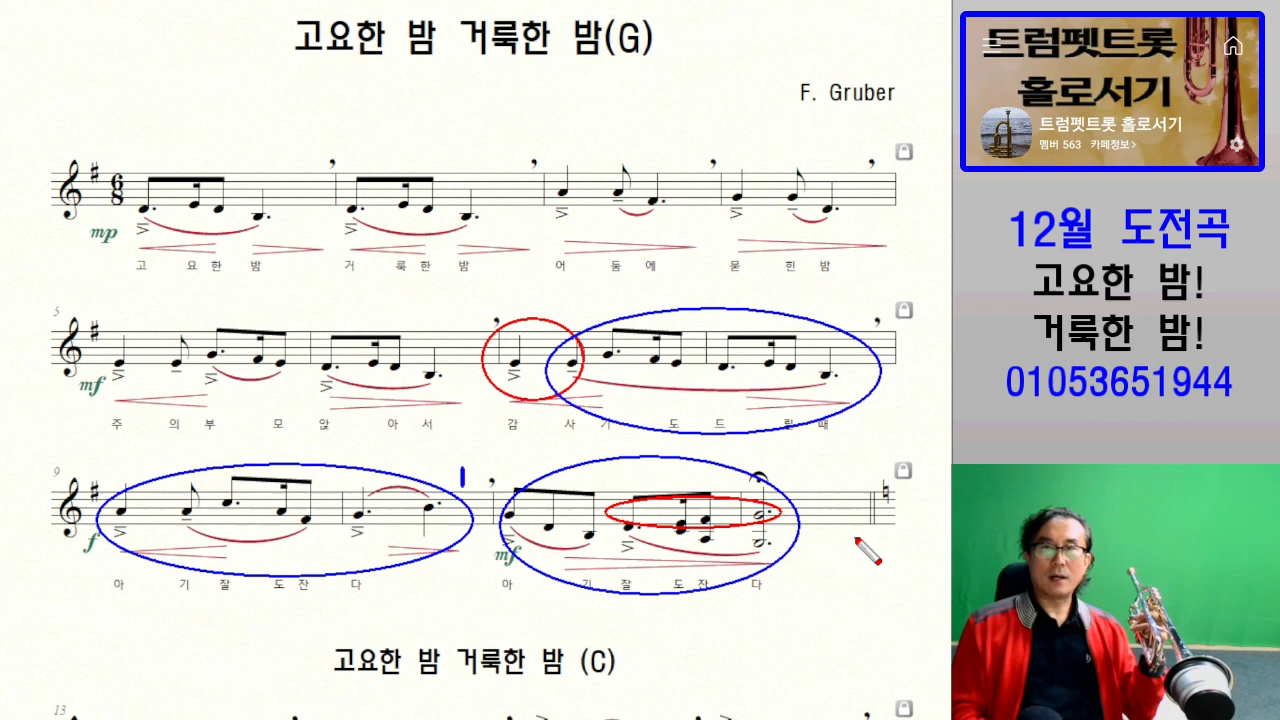 고요한 밤 거룩한 밤(G)
F. Gruber
6
8
mp
고 요 한 밤 거 룩 한 밤 어 둠 에 묻 힌 밤
5
mf
주 의 부 모 앉 아 서 감 사 기 도 드 릴 때
9
f
mf
아 기 잘 도 잔 다 아 기 잘 도 잔 다
고요한 밤 거룩한 밤 (C)
13
트럼펫트롯
홀로서기
트럼펫트롯 홀로서기
멤버 563 카페정보>
12월 도전곡
고요한 밤!
거룩한 밤!
01053651944